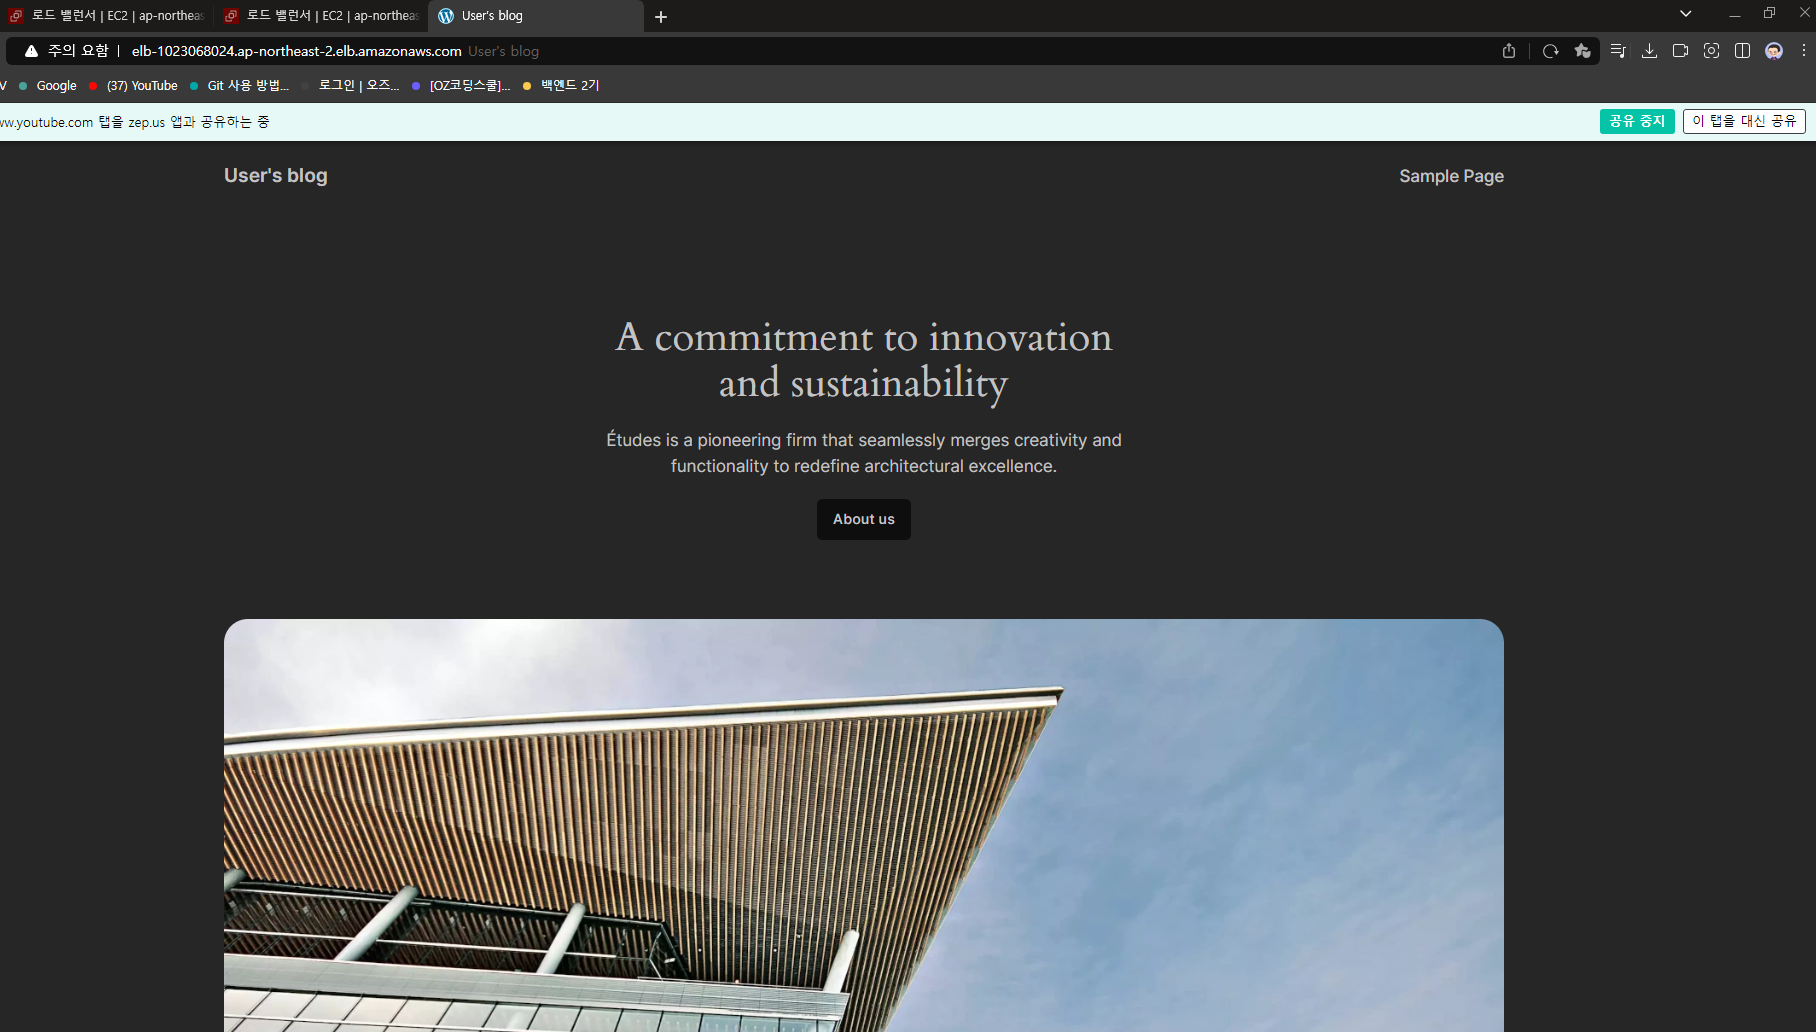 로드 밸런서 | EC2 | ap-northeas
로드 밸런서 | EC2 | ap-northeas
User's blog
주의 요함 | elb-1023068024.ap-northeast-2.elb.amazonaws.com User's blog
V Google (37) YouTube Git 사용 방법... 로그인 | 오즈... [OZ코딩스쿨]... 백엔드 2기
ww.youtube.com 탭을 zep.us 앱과 공유하는 중 공유 중지 이 탭을 대신 공유
User's blog Sample Page
A commitment to innovation
and sustainability
Études is a pioneering firm that seamlessly merges creativity and
functionality to redefine architectural excellence.
About us